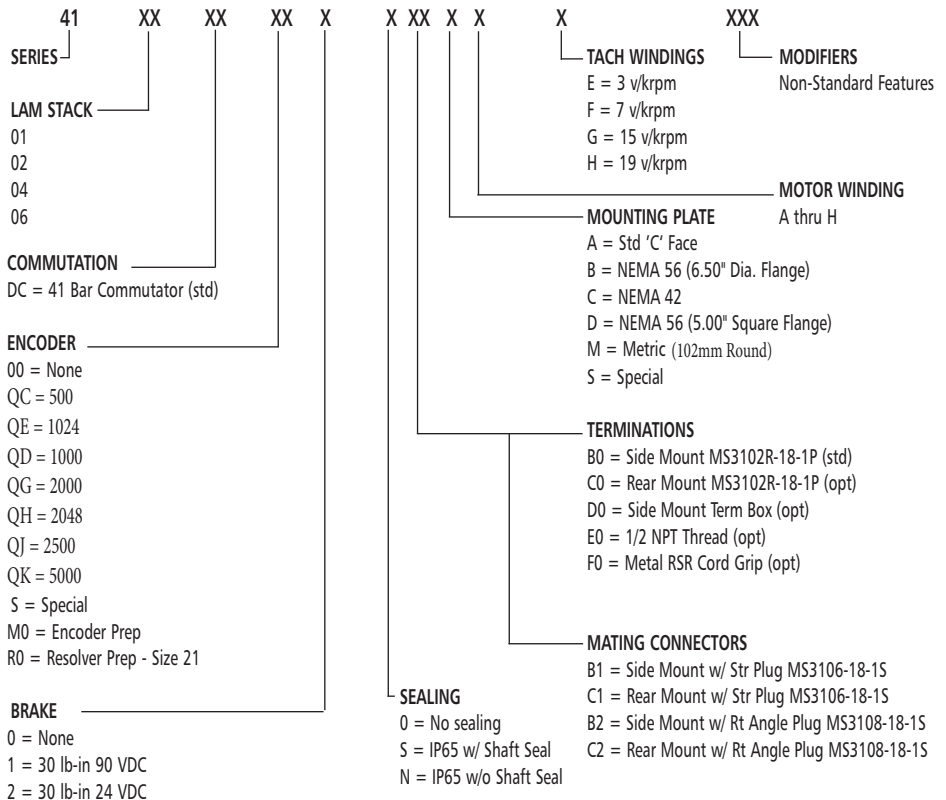 41 XX XX XX X X XX X X X XXX
SERIES
LAM STACK
01
02
04
06
COMMUTATION
DC = 41 Bar Commutator (std)
ENCODER
00 = None
QC = 500
QE = 1024
QD = 1000
QG = 2000
QH = 2048
QJ = 2500
QK = 5000
S = Special
M0 = Encoder Prep
R0 = Resolver Prep - Size 21
BRAKE
0 = None
1 = 30 lb-in 90 VDC
2 = 30 lb-in 24 VDC
SEALING
0 = No sealing
S = IP65 w/ Shaft Seal
N = IP65 w/o Shaft Seal
TACH WINDINGS
E = 3 v/krpm
F = 7 v/krpm
G = 15 v/krpm
H = 19 v/krpm
MODIFIERS
Non-Standard Features
MOTOR WINDING
A thru H
MOUNTING PLATE
A = Std 'C' Face
B = NEMA 56 (6.50" Dia. Flange)
C = NEMA 42
D = NEMA 56 (5.00" Square Flange)
M = Metric (102mm Round)
S = Special
TERMINATIONS
B0 = Side Mount MS3102R-18-1P (std)
C0 = Rear Mount MS3102R-18-1P (opt)
D0 = Side Mount Term Box (opt)
E0 = 1/2 NPT Thread (opt)
F0 = Metal RSR Cord Grip (opt)
MATING CONNECTORS
B1 = Side Mount w/ Str Plug MS3106-18-1S
C1 = Rear Mount w/ Str Plug MS3106-18-1S
B2 = Side Mount w/ Rt Angle Plug MS3108-18-1S
C2 = Rear Mount w/ Rt Angle Plug MS3108-18-1S